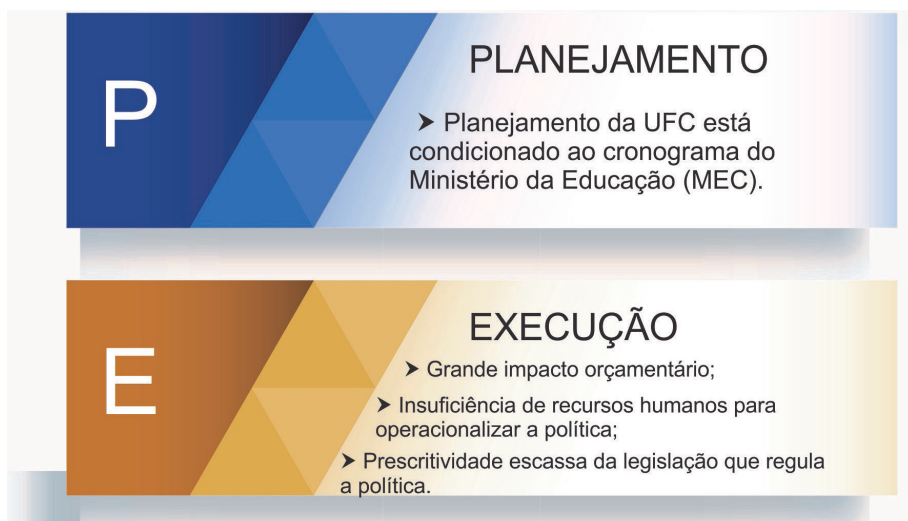 P
PLANEJAMENTO
➤ Planejamento da UFC está
condicionado ao cronograma do
Ministério da Educação (MEC).
E
EXECUÇÃO
➤ Grande impacto orçamentário;
➤ Insuficiência de recursos humanos para
operacionalizar a política;
➤ Prescritividade escassa da legislação que regula
a política.